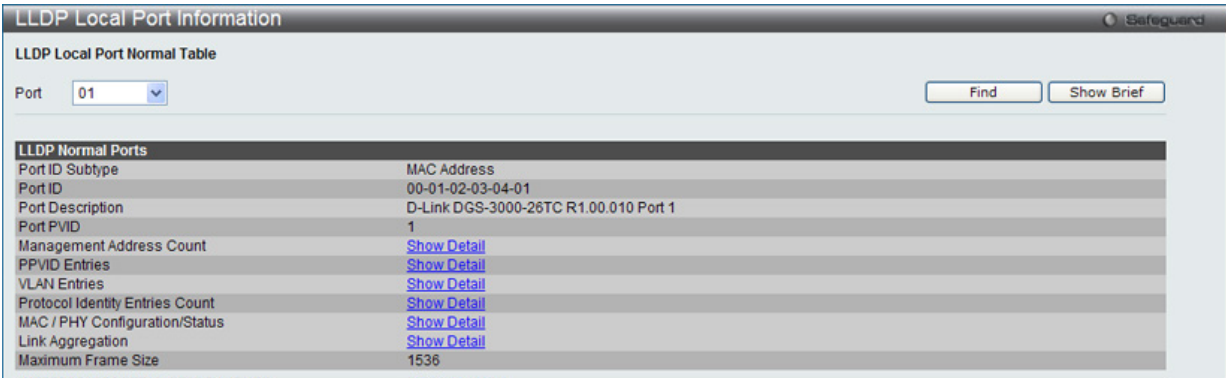 LLDP Local Port Information
Safeguard
LLDP Local Port Normal Table
Port 01 Find Show Brief
LLDP Normal Ports
Port ID Subtype MAC Address
Port ID 00-01-02-03-04-01
Port Description D-Link DGS-3000-26TC R1.00.010 Port 1
Port PVID 1
Management Address Count Show Detail
PPVID Entries Show Detail
VLAN Entries Show Detail
Protocol Identity Entries Count Show Detail
MAC / PHY Configuration/Status Show Detail
Link Aggregation Show Detail
Maximum Frame Size 1536